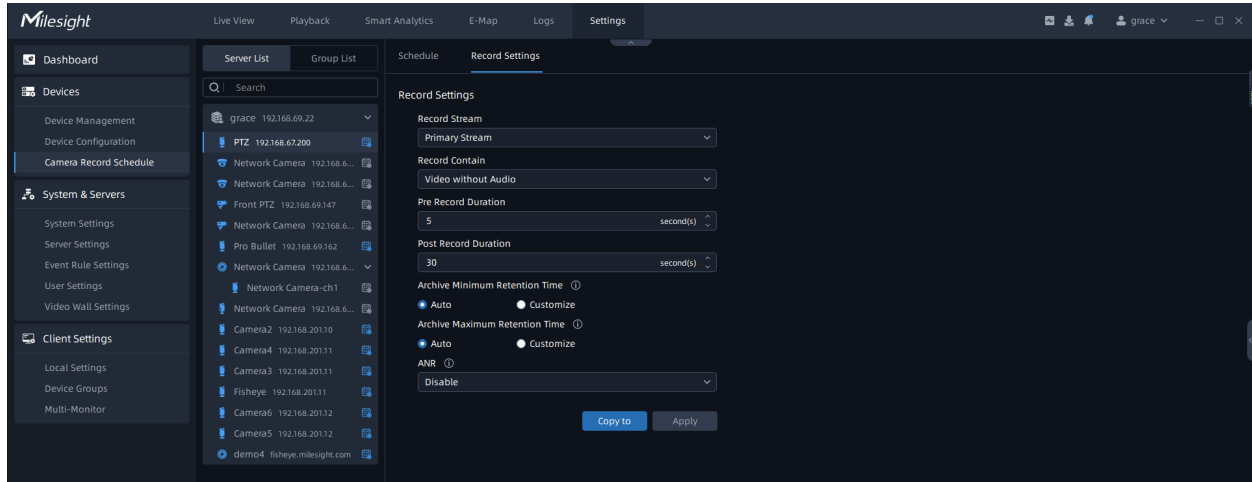 Milesight
Live View Playback Smart Analytics E-Map Logs Settings grace
Dashboard
Devices
Device Management
Device Configuration
Camera Record Schedule
System & Servers
System Settings
Server Settings
Event Rule Settings
User Settings
Video Wall Settings
Client Settings
Local Settings
Device Groups
Multi-Monitor
Server List Group List
Search
grace 192.168.69.22
PTZ 192.168.67.200
Network Camera 192.168.6...
Network Camera 192.168.6...
Front PTZ 192.168.69.147
Network Camera 192.168.6...
Pro Bullet 192.168.69.162
Network Camera 192.168.6...
Network Camera-ch1
Network Camera 192.168.6...
Camera2 192.168.201.10
Camera4 192.168.201.11
Camera3 192.168.201.11
Fisheye 192.168.201.11
Camera6 192.168.201.12
Camera5 192.168.201.12
demo4 fisheye.milesight.com
Schedule Record Settings
Record Settings
Record Stream
Primary Stream
Record Contain
Video without Audio
Pre Record Duration
5 second(s)
Post Record Duration
30 second(s)
Archive Minimum Retention Time
Auto Customize
Archive Maximum Retention Time
Auto Customize
ANR
Disable
Copy to Apply